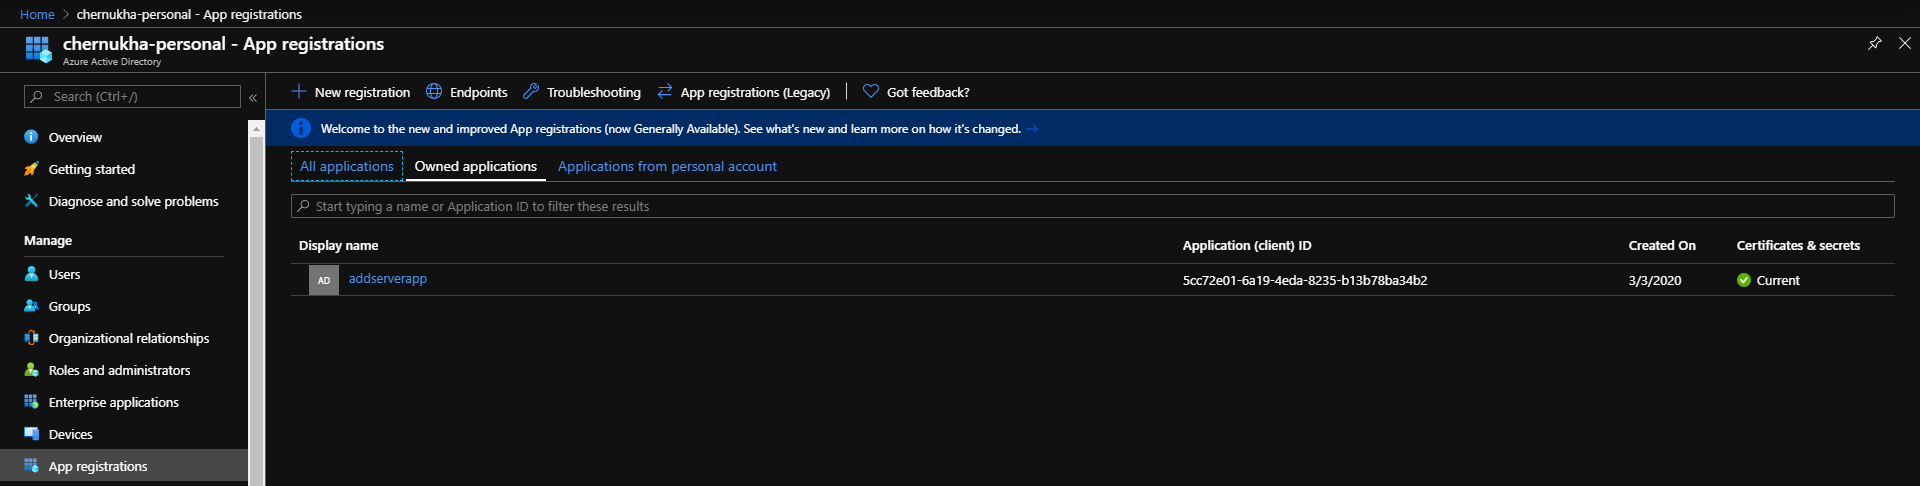 Home > chernukha-personal - App registrations
chernukha-personal - App registrations
Azure Active Directory
Search (Ctrl+/)
«
Overview
Getting started
Diagnose and solve problems
Manage
Users
Groups
Organizational relationships
Roles and administrators
Enterprise applications
Devices
App registrations
New registration Endpoints Troubleshooting App registrations (Legacy) Got feedback?
Welcome to the new and improved App registrations (now Generally Available). See what's new and learn more on how it's changed. →
All applications Owned applications Applications from personal account
Start typing a name or Application ID to filter these results
Display name Application (client) ID Created On Certificates & secrets
AD addserverapp 5cc72e01-6a19-4eda-8235-b13b78ba34b2 3/3/2020 Current